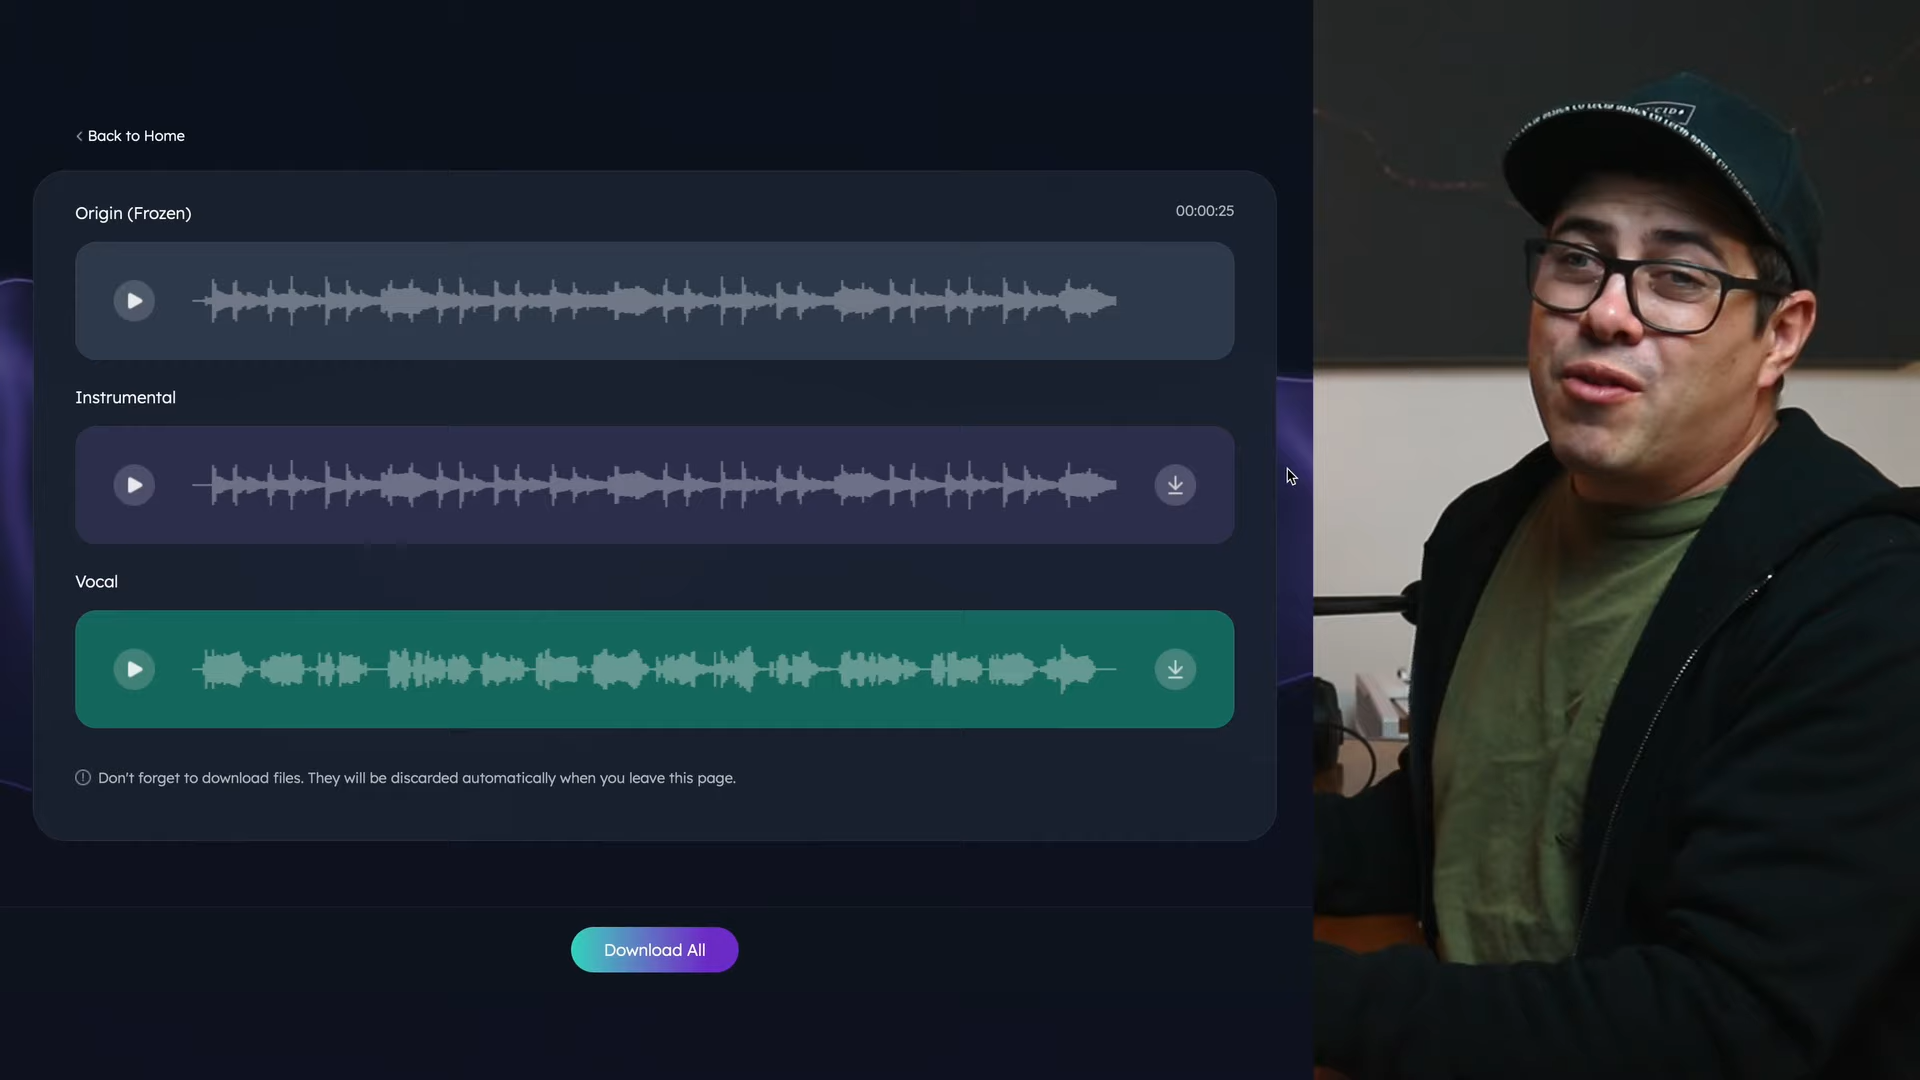 Back to Home
Origin (Frozen)
00:00:25
Instrumental
Vocal
Don't forget to download files. They will be discarded automatically when you leave this page.
Download All